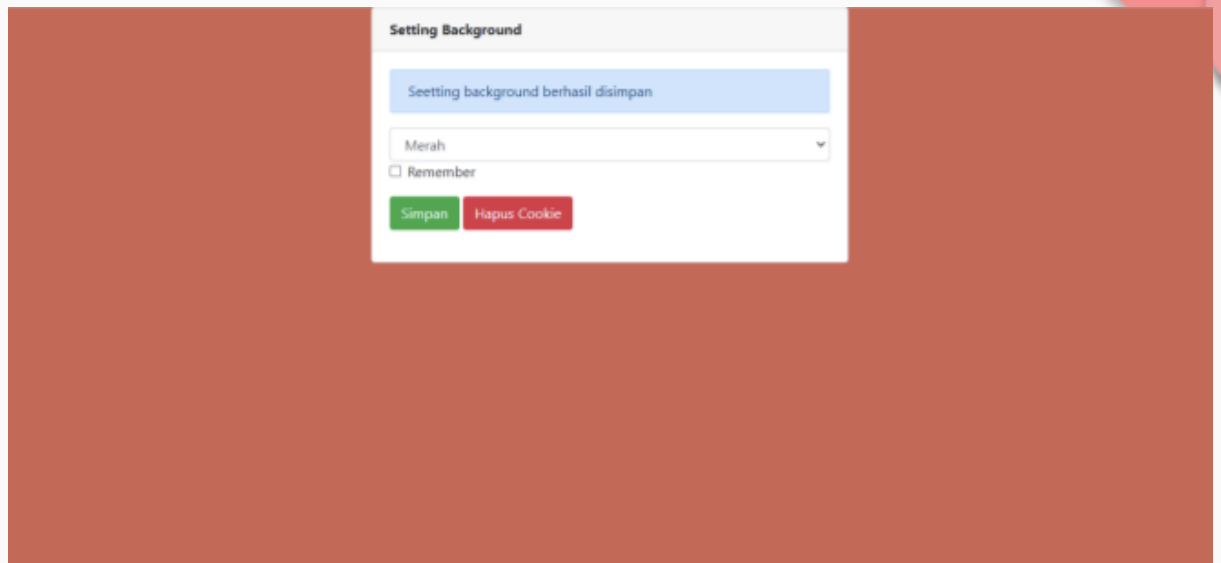 Setting Background
Seetting background berhasil disimpan
Merah
Remember
Simpan Hapus Cookie